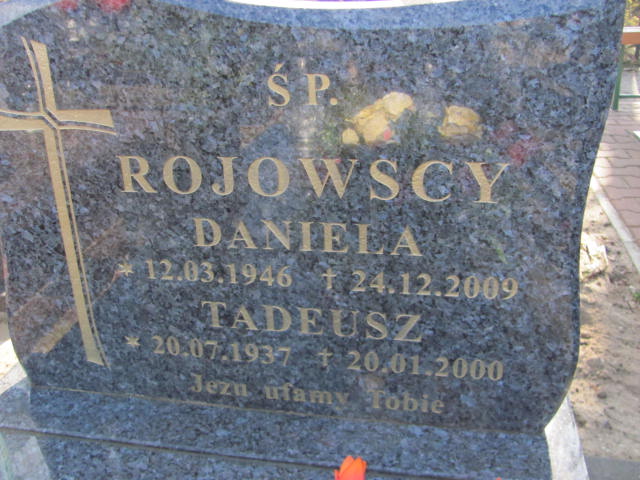 ŚP.
ROJOWSCY
DANIELA
* 12.03.1946 † 24.12.2009
TADEUSZ
* 20.07.1937 † 20.01.2000
Jezu ufamy Tobie